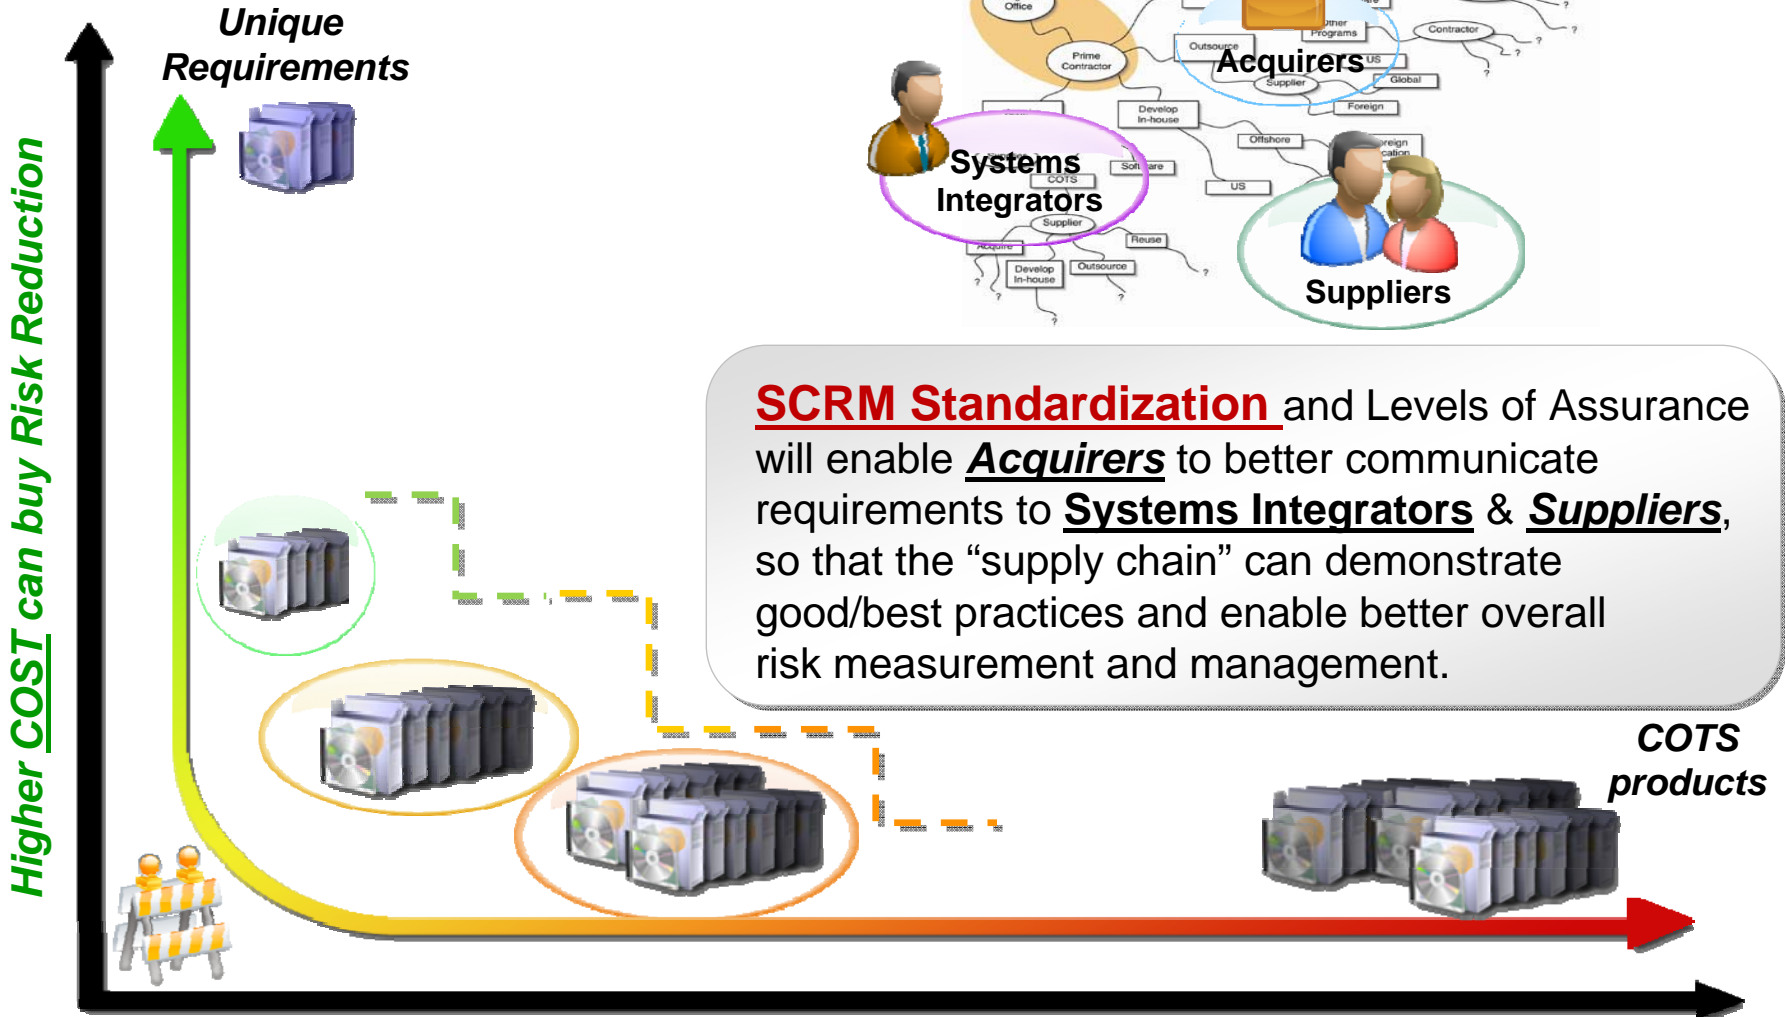 Unique
Requirements
Higher COST can buy Risk Reduction
Office
Prime
Contractor
Outsource
Other
Programs
Contractor
?
?
?
?
?
Acquirers
US
Global
Supplier
Foreign
Develop
In-house
Offshore
Systems
Integrators
COTS
Software
US
Supplier
Acquire
Reuse
Develop
In-house
Outsource
?
?
?
?
?
Suppliers
SCRM Standardization and Levels of Assurance
will enable Acquirers to better communicate
requirements to Systems Integrators & Suppliers,
so that the “supply chain” can demonstrate
good/best practices and enable better overall
risk measurement and management.
COTS
products